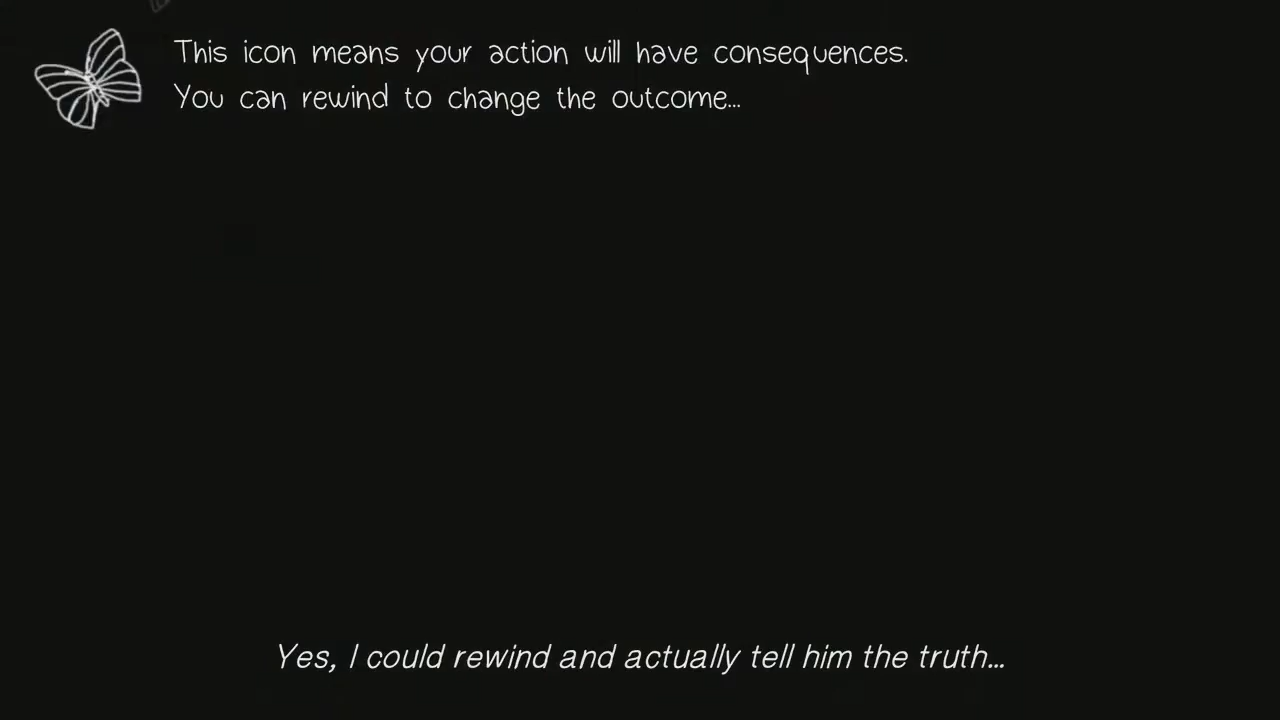 This icon means your action will have consequences.
You can rewind to change the outcome...
Yes, I could rewind and actually tell him the truth...